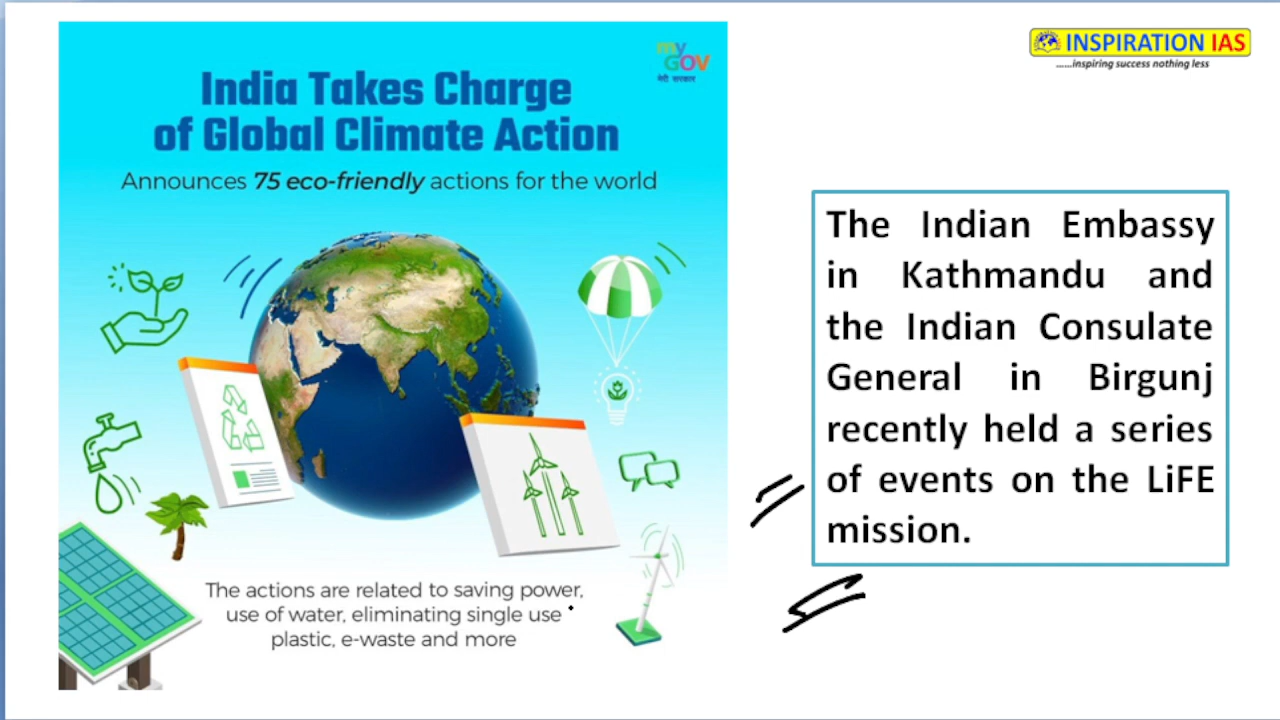 my
GOV
मेरी सरकार
India Takes Charge
of Global Climate Action
Announces 75 eco-friendly actions for the world
The actions are related to saving power,
use of water, eliminating single use
plastic, e-waste and more
INSPIRATION IAS
......inspiring success nothing less
The Indian Embassy
in Kathmandu and
the Indian Consulate
General in Birgunj
recently held a series
of events on the LiFE
mission.